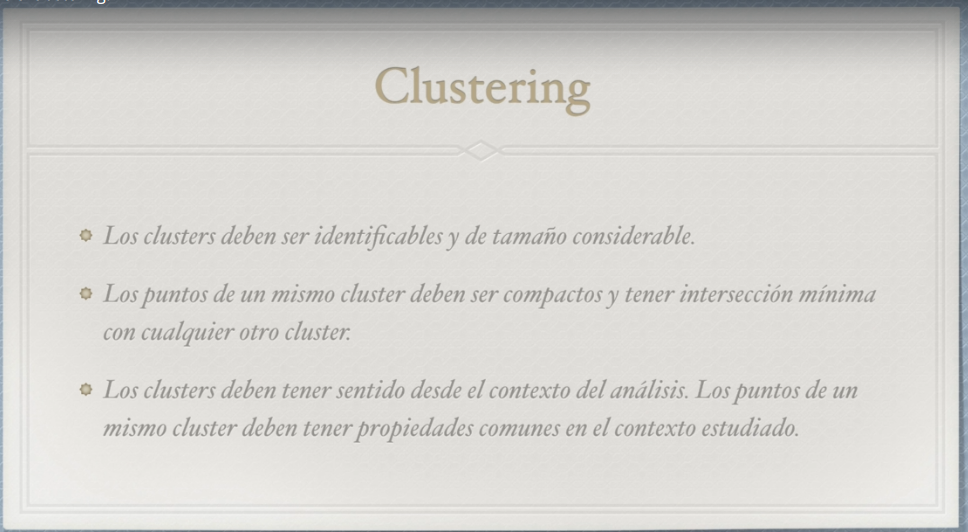 Clustering
Los clusters deben ser identificables y de tamaño considerable.
Los puntos de un mismo cluster deben ser compactos y tener intersección mínima
con cualquier otro cluster.
Los clusters deben tener sentido desde el contexto del análisis. Los puntos de un
mismo cluster deben tener propiedades comunes en el contexto estudiado.